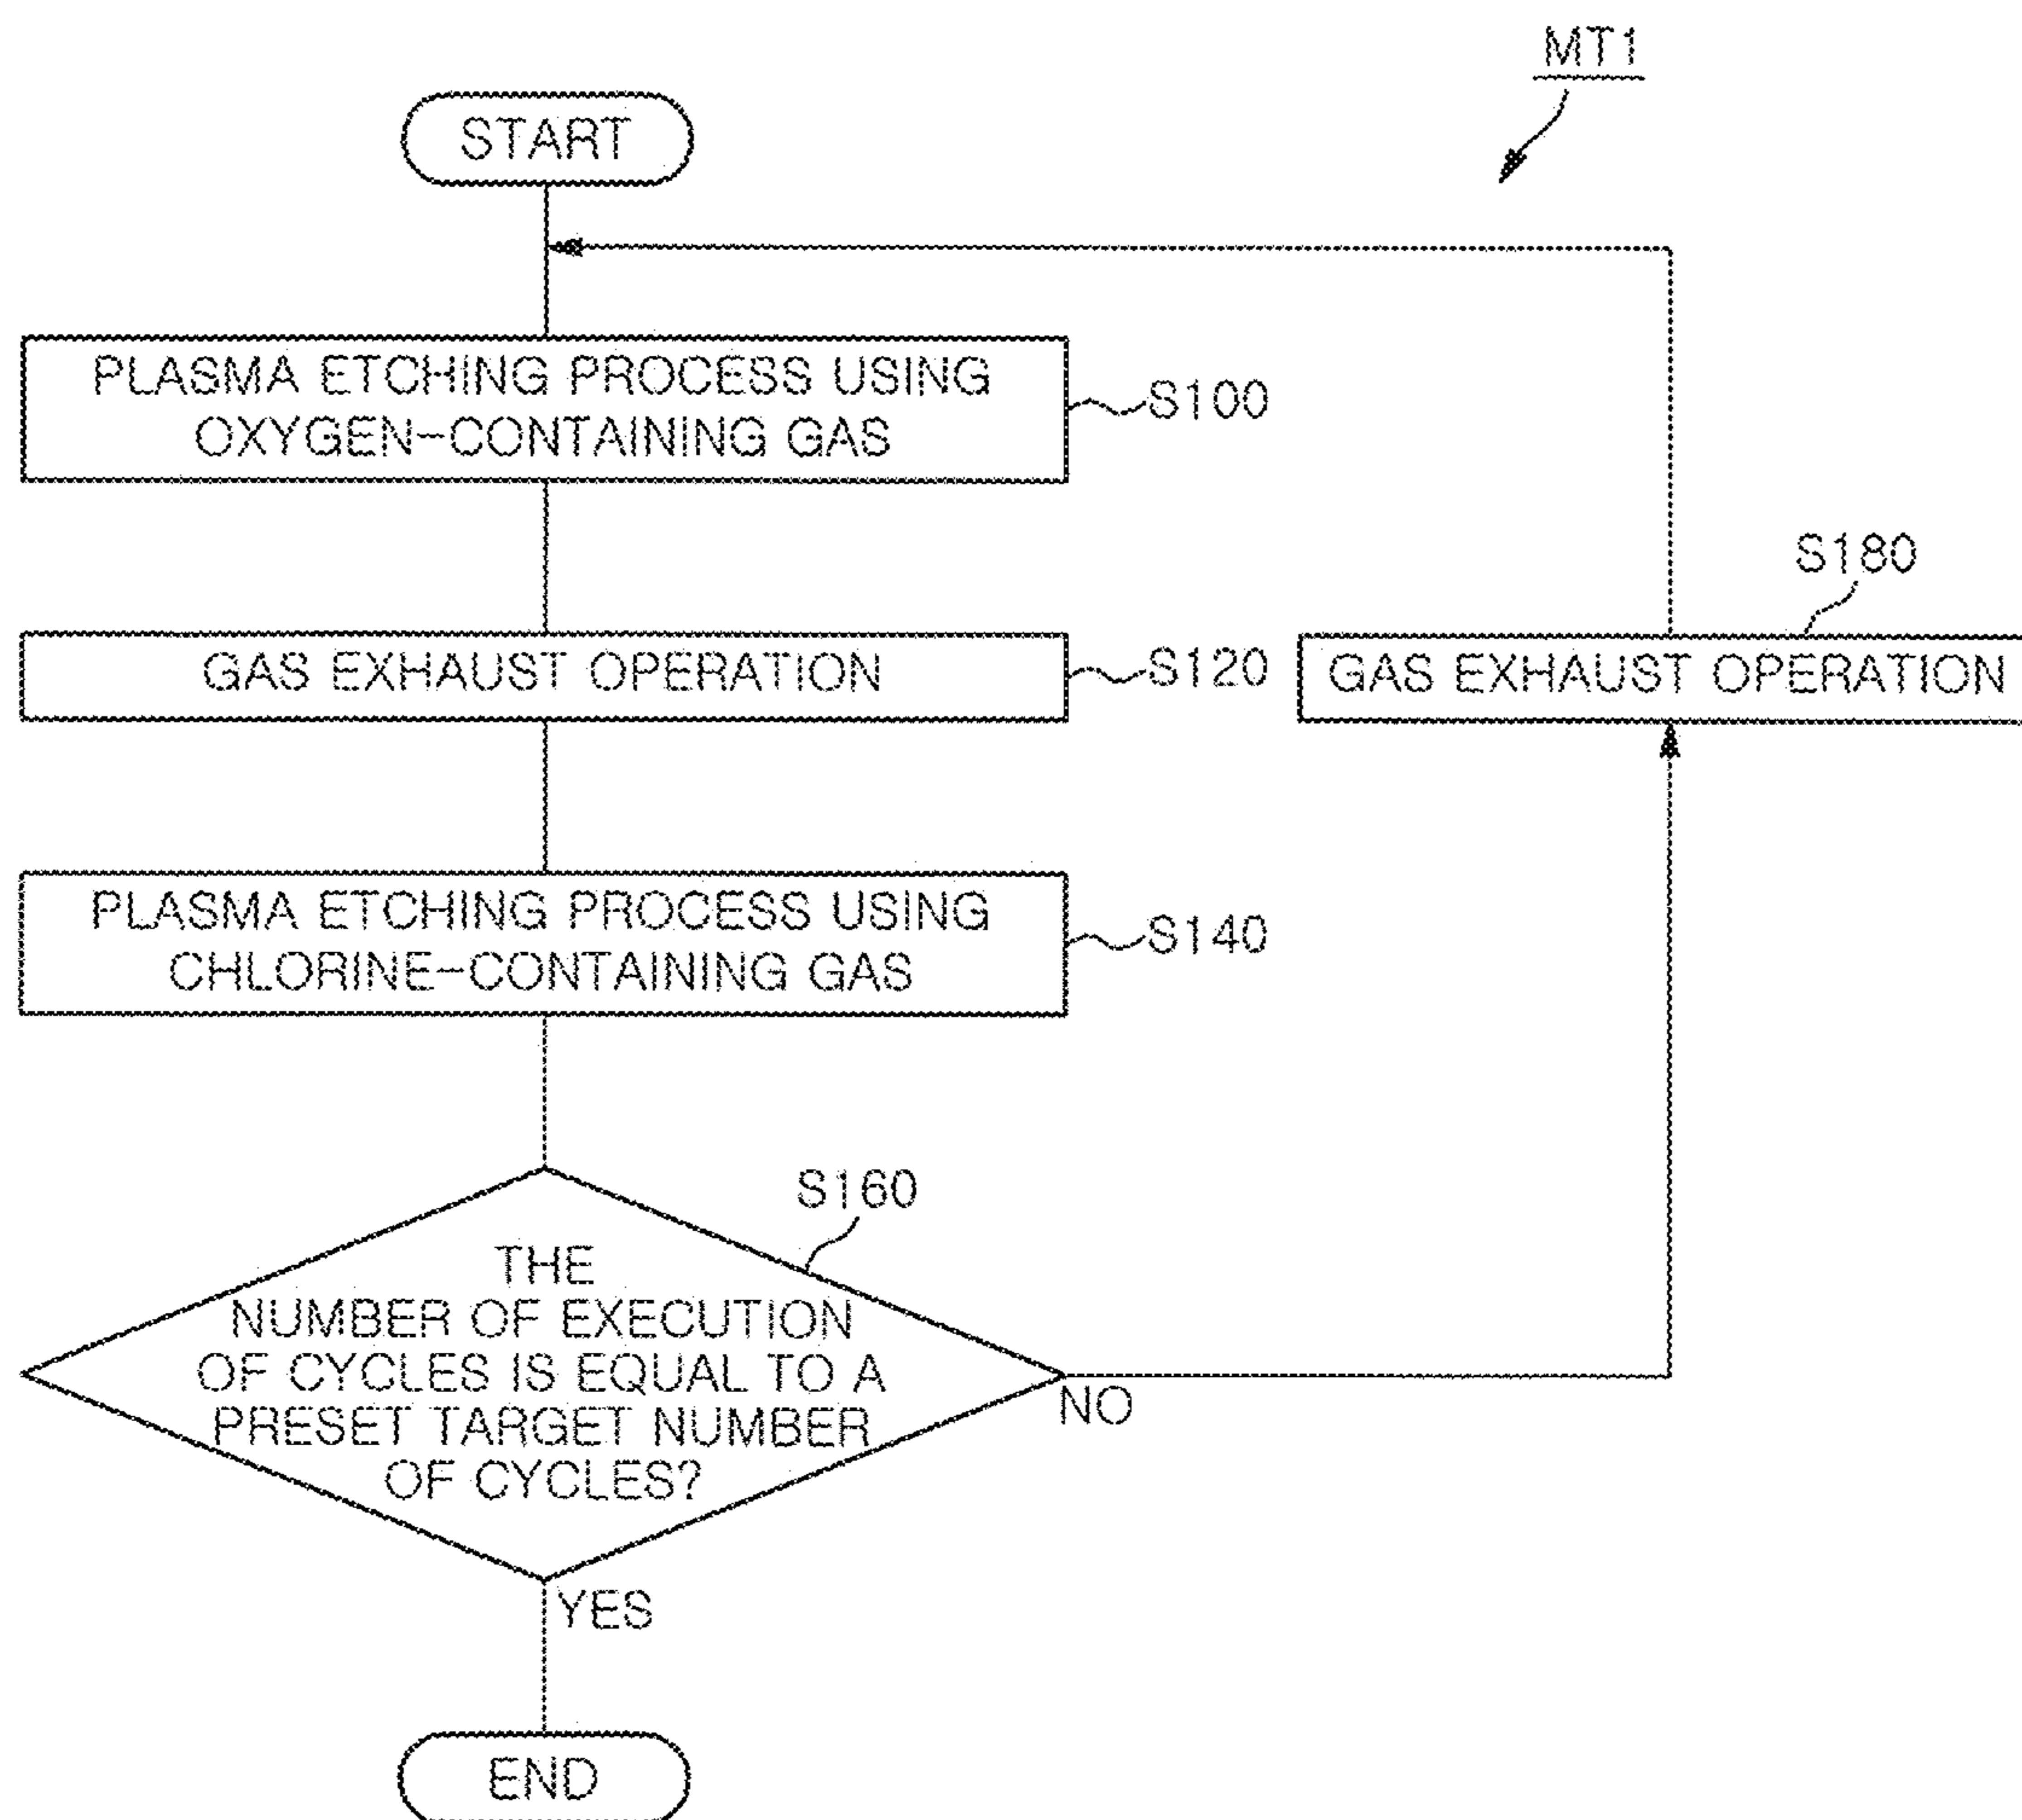 MT1
START
PLASMA ETCHING PROCESS USING
OXYGEN-CONTAINING GAS
S100
S180
GAS EXHAUST OPERATION
S120
GAS EXHAUST OPERATION
PLASMA ETCHING PROCESS USING
CHLORINE-CONTAINING GAS
S140
S160
THE
NUMBER OF EXECUTION
OF CYCLES IS EQUAL TO A
PRESET TARGET NUMBER
OF CYCLES?
NO
YES
END